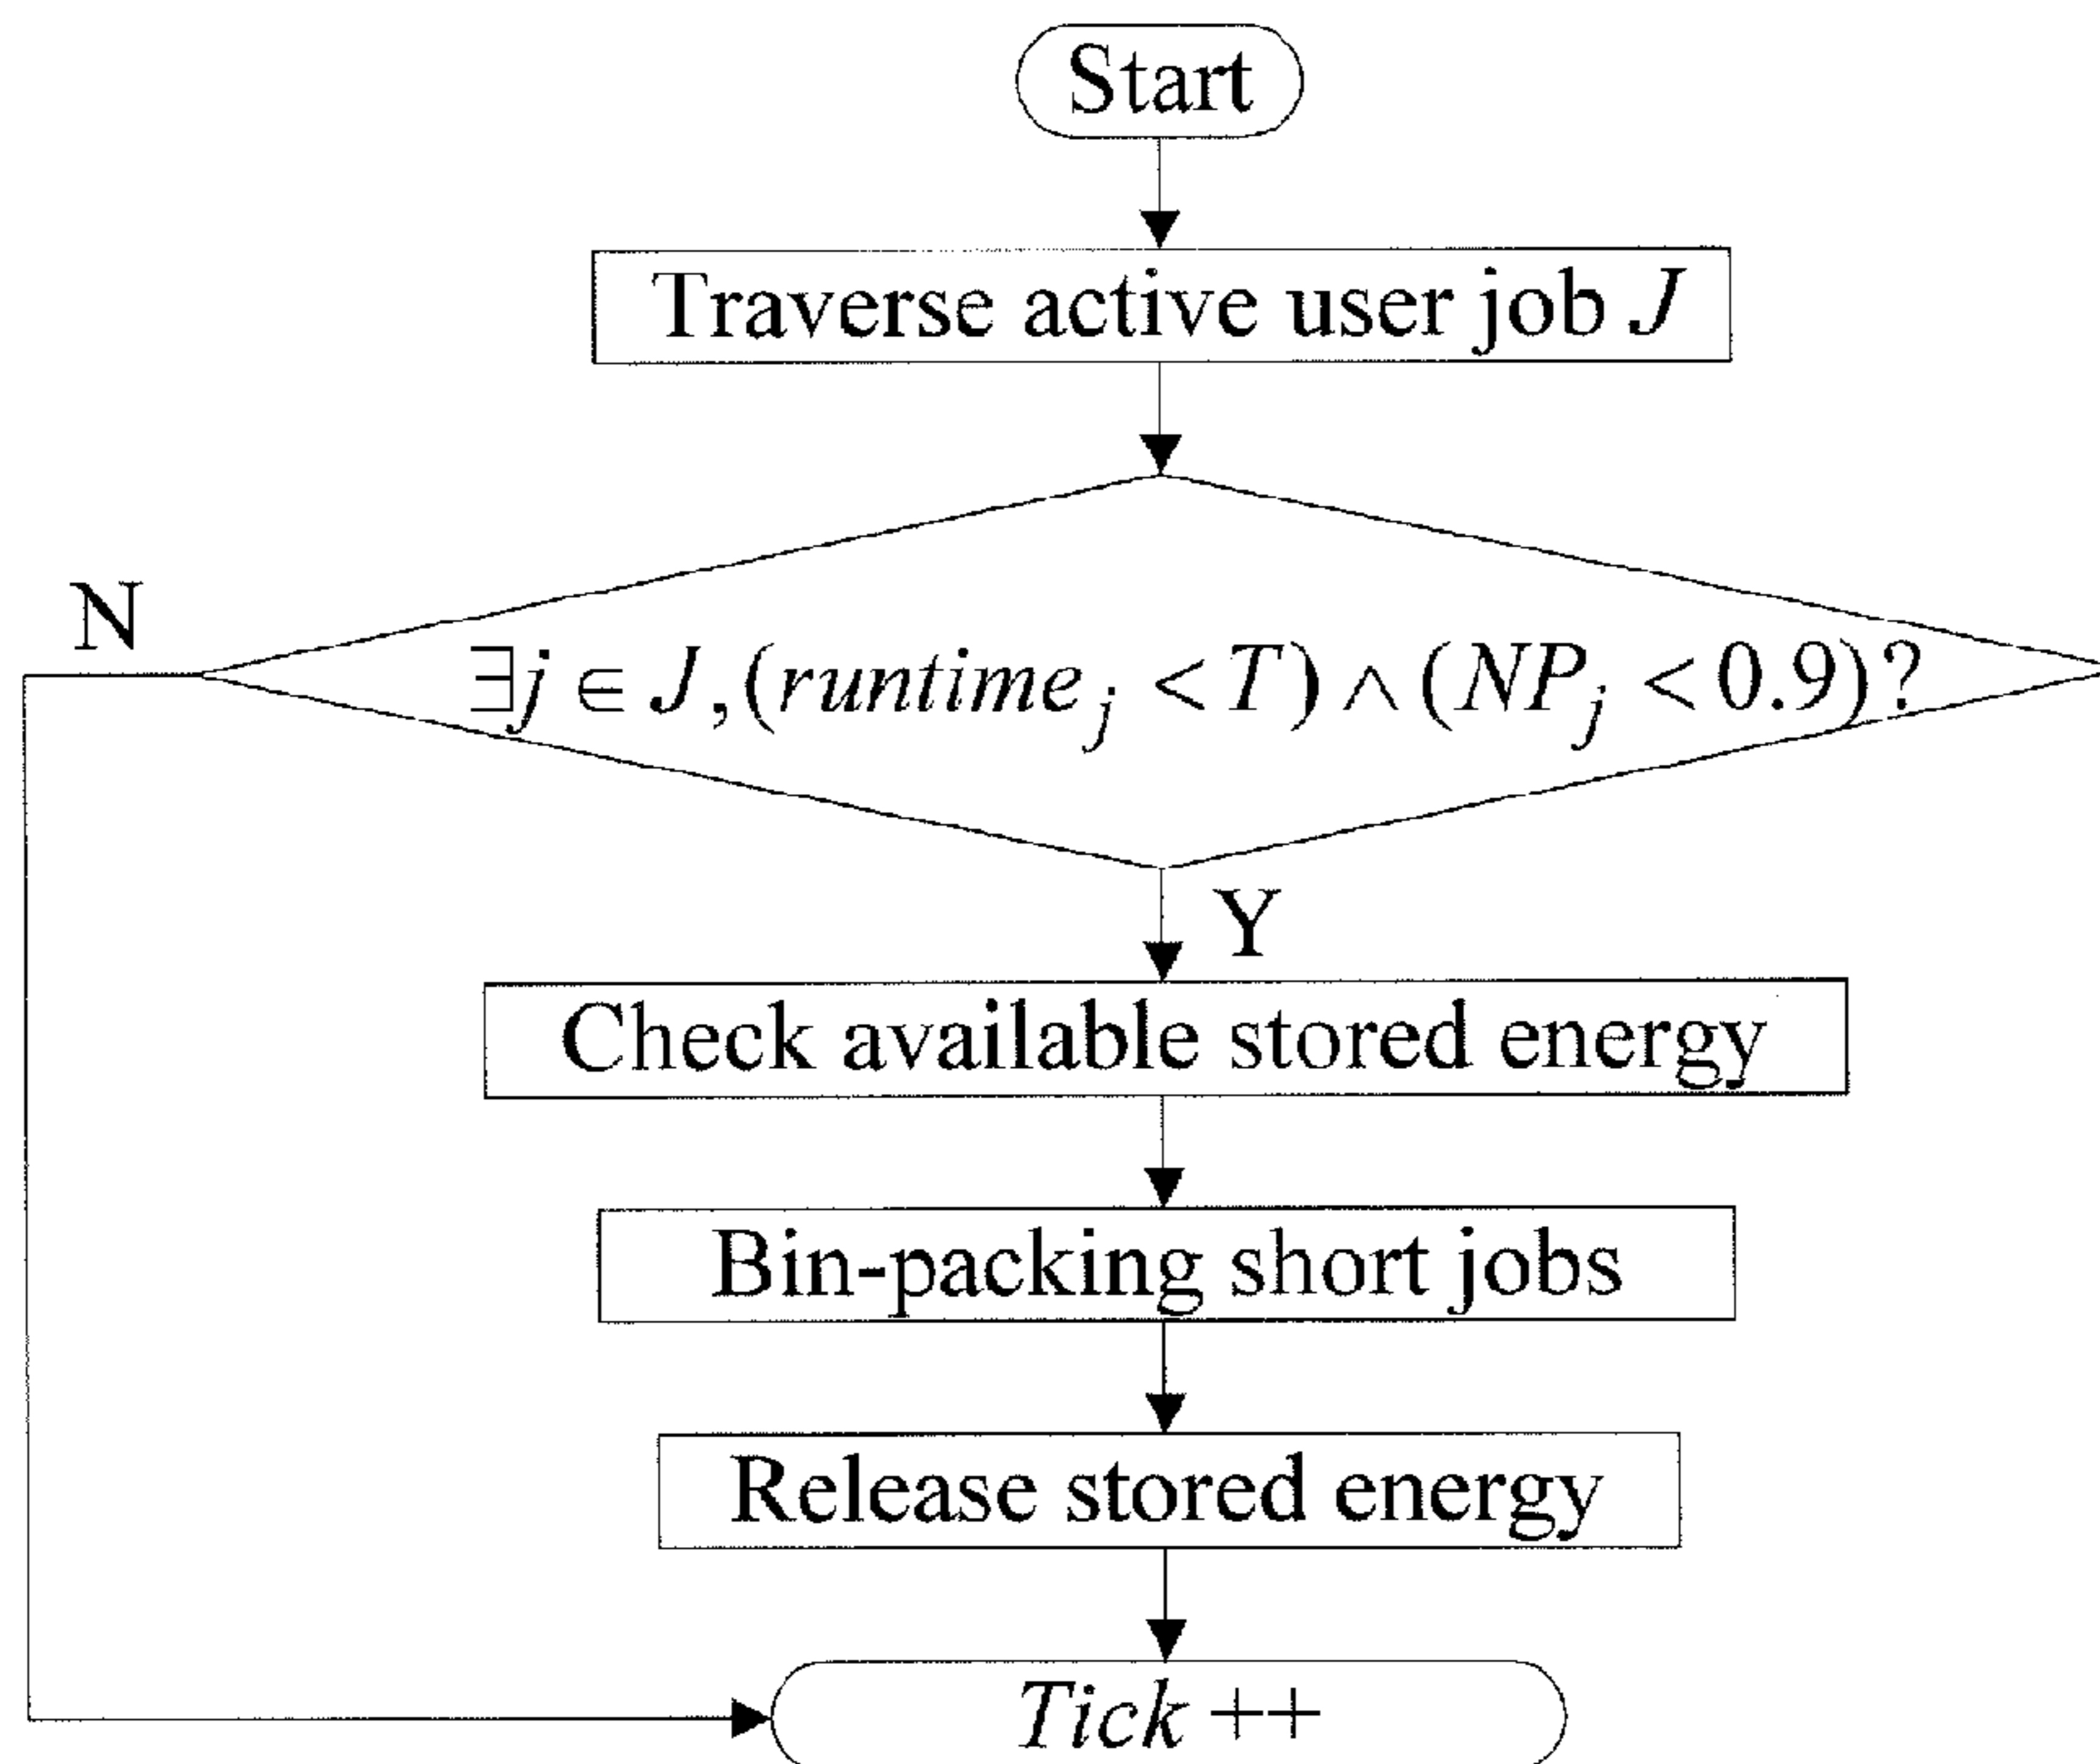 Start
Traverse active user job J
N
∃j ∈ J,(runtime_j <T)∧(NP_j <0.9)?
Y
Check available stored energy
Bin-packing short jobs
Release stored energy
Tick ++